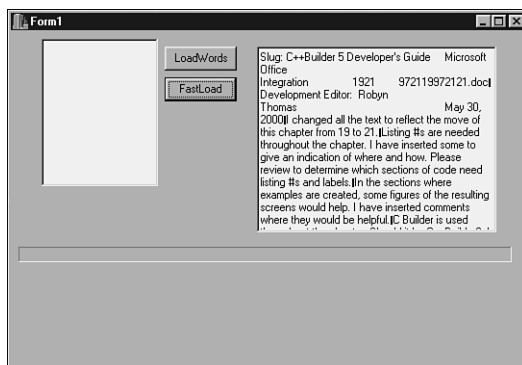 Form1
LoadWords
FastLoad
Slug: C++Builder 5 Developer's Guide Microsoft
Office
Integration 1921 972119972121.doc
Development Editor: Robyn
Thomas May 30,
2000 I changed all the text to reflect the move of
this chapter from 19 to 21. Listing #s are needed
throughout the chapter. I have inserted some to
give an indication of where and how. Please
review to determine which sections of code need
listing #s and labels. In the sections where
examples are created, some figures of the resulting
screens would help. I have inserted comments
where they would be helpful. C Builder is used